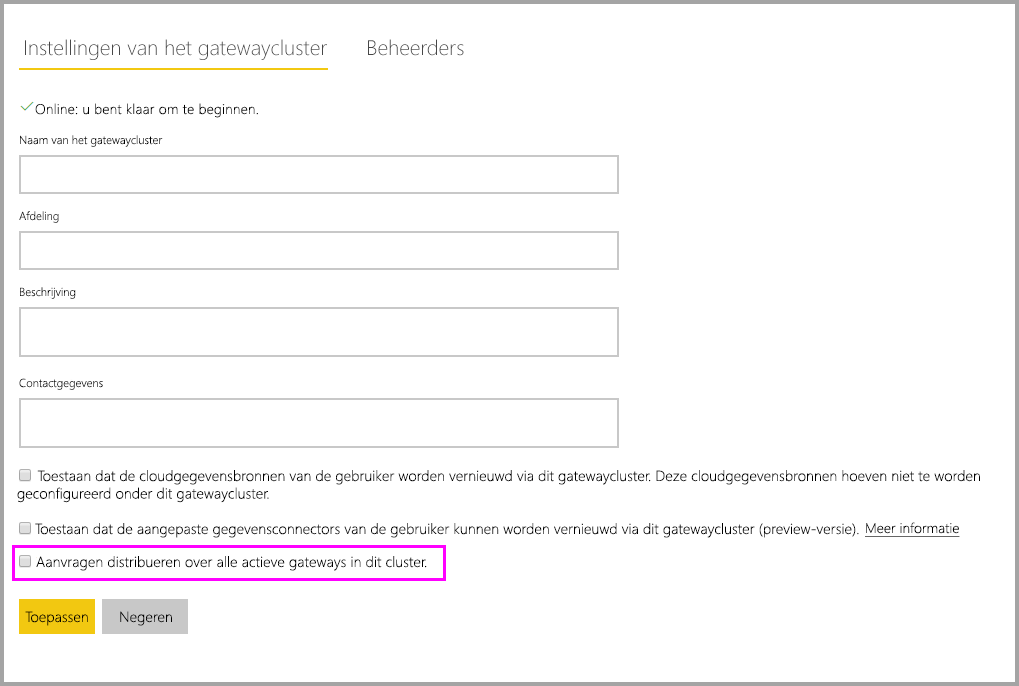 Instellingen van het gatewaycluster Beheerders
Online: u bent klaar om te beginnen.
Naam van het gatewaycluster
Afdeling
Beschrijving
Contactgegevens
Toestaan dat de cloudgegevensbronnen van de gebruiker worden vernieuwd via dit gatewaycluster. Deze cloudgegevensbronnen hoeven niet te worden
geconfigureerd onder dit gatewaycluster.
Toestaan dat de aangepaste gegevensconnectors van de gebruiker kunnen worden vernieuwd via dit gatewaycluster (preview-versie). Meer informatie
Aanvragen distribueren over alle actieve gateways in dit cluster.
Toepassen Negeren